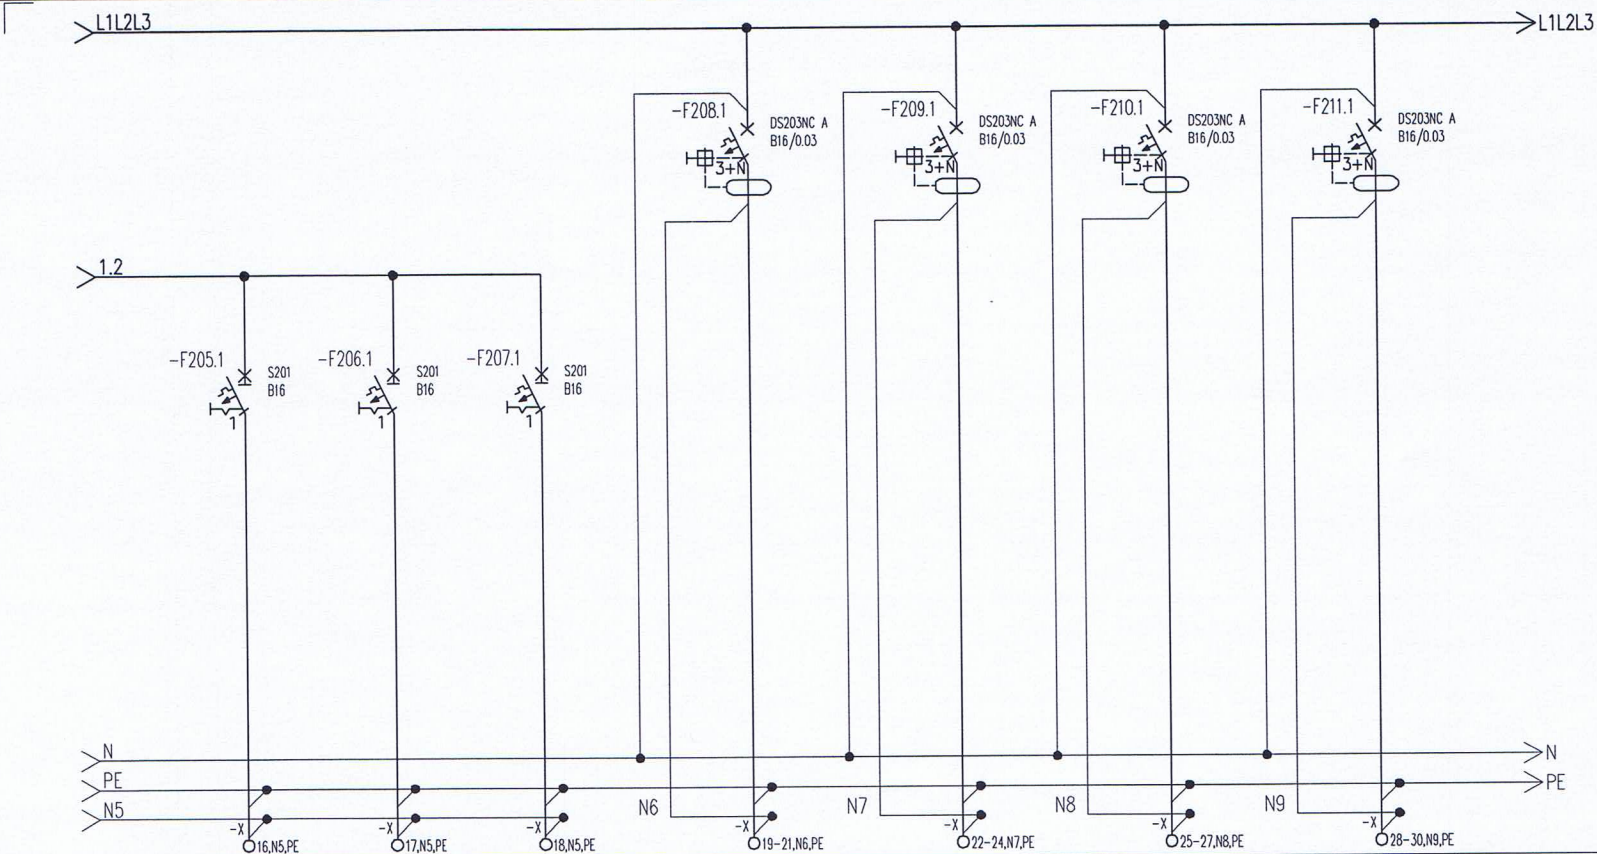 L1L2L3
L1L2L3
-F208.1
DS203NC A
B16/0.03
3+N
-F209.1
DS203NC A
B16/0.03
3+N
-F210.1
DS203NC A
B16/0.03
3+N
-F211.1
DS203NC A
B16/0.03
3+N
1.2
-F205.1
S201
B16
1
-F206.1
S201
B16
1
-F207.1
S201
B16
1
N
N
PE
PE
N5
N6
N7
N8
N9
-X
16,N5,PE
-X
17,N5,PE
-X
18,N5,PE
-X
19-21,N6,PE
-X
22-24,N7,PE
-X
25-27,N8,PE
-X
28-30,N9,PE